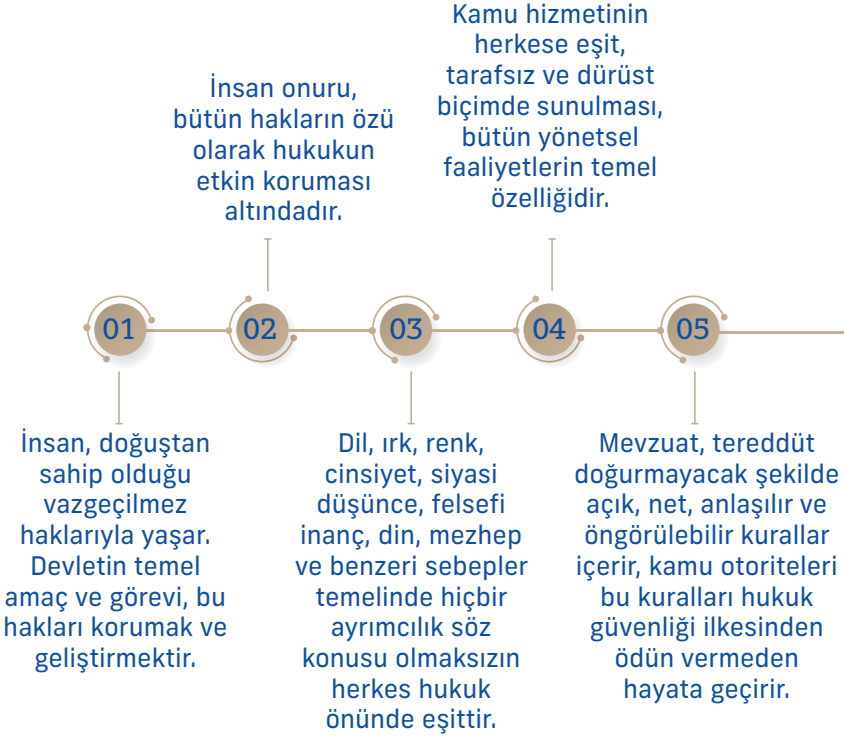 01
İnsan, doğuştan
sahip olduğu
vazgeçilmez
haklarıyla yaşar.
Devletin temel
amaç ve görevi, bu
hakları korumak ve
geliştirmektir.
02
İnsan onuru,
bütün hakların özü
olarak hukukun
etkin koruması
altındadır.
03
Dil, ırk, renk,
cinsiyet, siyasi
düşünce, felsefi
inanç, din, mezhep
ve benzeri sebepler
temelinde hiçbir
ayrımcılık söz
konusu olmaksızın
herkes hukuk
önünde eşittir.
04
Kamu hizmetinin
herkese eşit,
tarafsız ve dürüst
biçimde sunulması,
bütün yönetsel
faaliyetlerin temel
özelliğidir.
05
Mevzuat, tereddüt
doğurmayacak şekilde
açık, net, anlaşılır ve
öngörülebilir kurallar
içerir, kamu otoriteleri
bu kuralları hukuk
güvenliği ilkesinden
ödün vermeden
hayata geçirir.